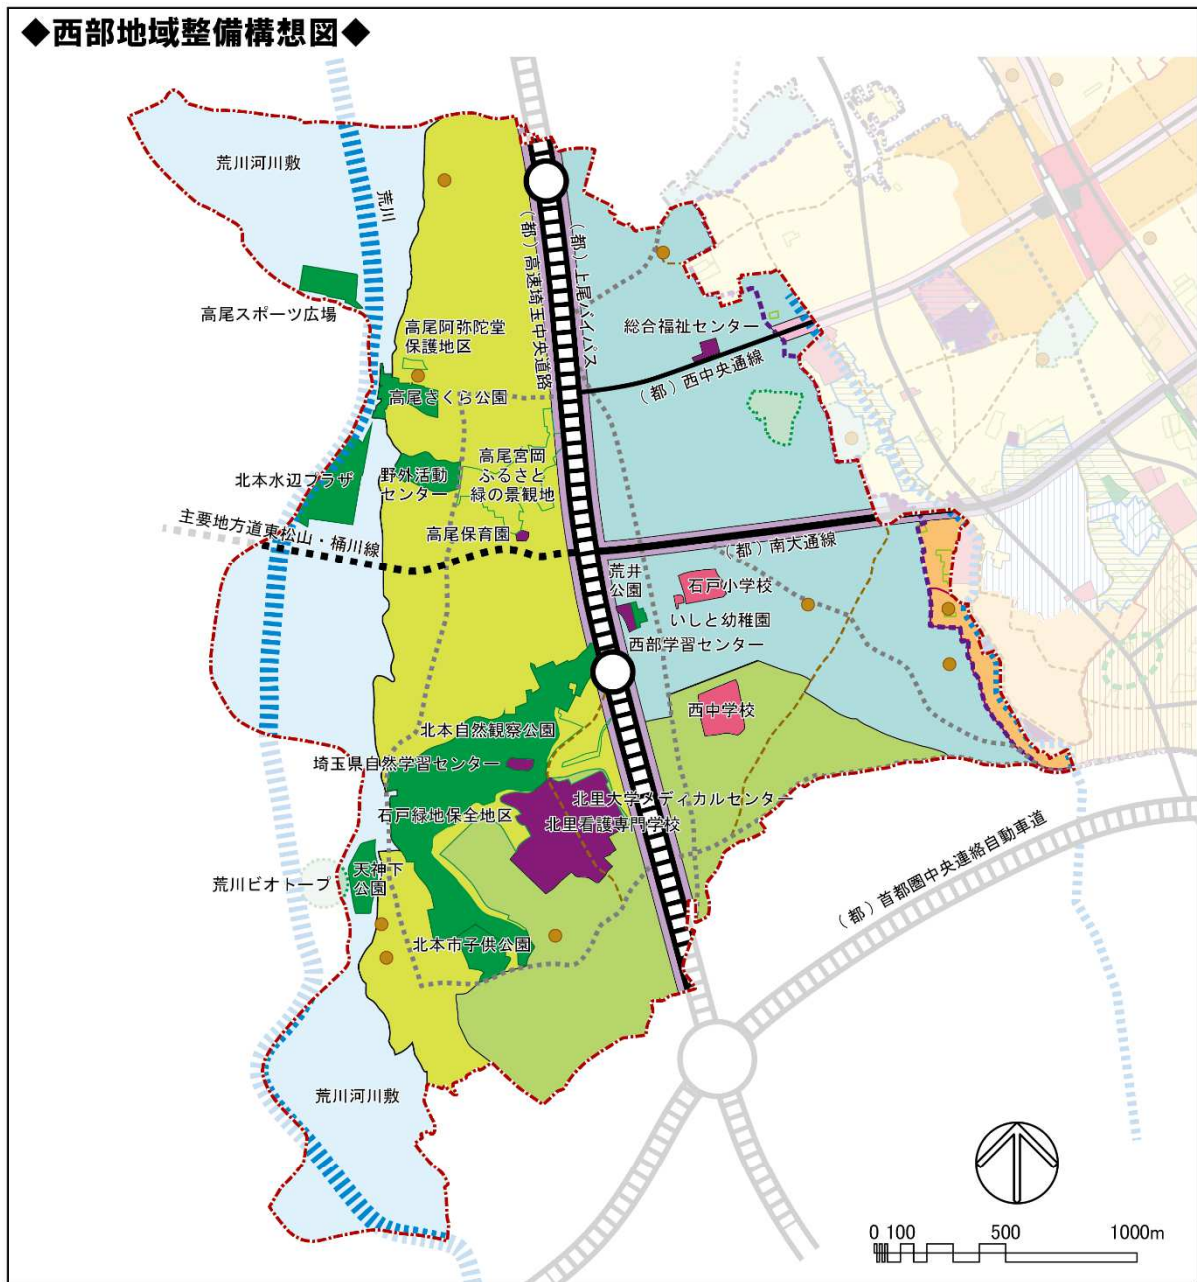 ◆西部地域整備構想図◆
荒川河川敷
荒川
(都)高速埼玉中央道路
(都)上尾バイパス
高尾スポーツ広場
高尾阿弥陀堂
保護地区
総合福祉センター
(都)西中央通線
高尾さくら公園
北本水辺プラザ
野外活動
センター
高尾宮岡
ふるさと
緑の景観地
主要地方道東松山・桶川線
高尾保育園
(都)南大通線
荒井
公園
石戸小学校
いしと幼稚園
西部学習センター
西中学校
北本自然観察公園
埼玉県自然学習センター
北里大学メディカルセンター
石戸緑地保全地区
北里看護専門学校
荒川ビオトープ
天神下
公園
(都)首都圏中央連絡自動車道
北本市子供公園
荒川河川敷
0 100 500 1000m